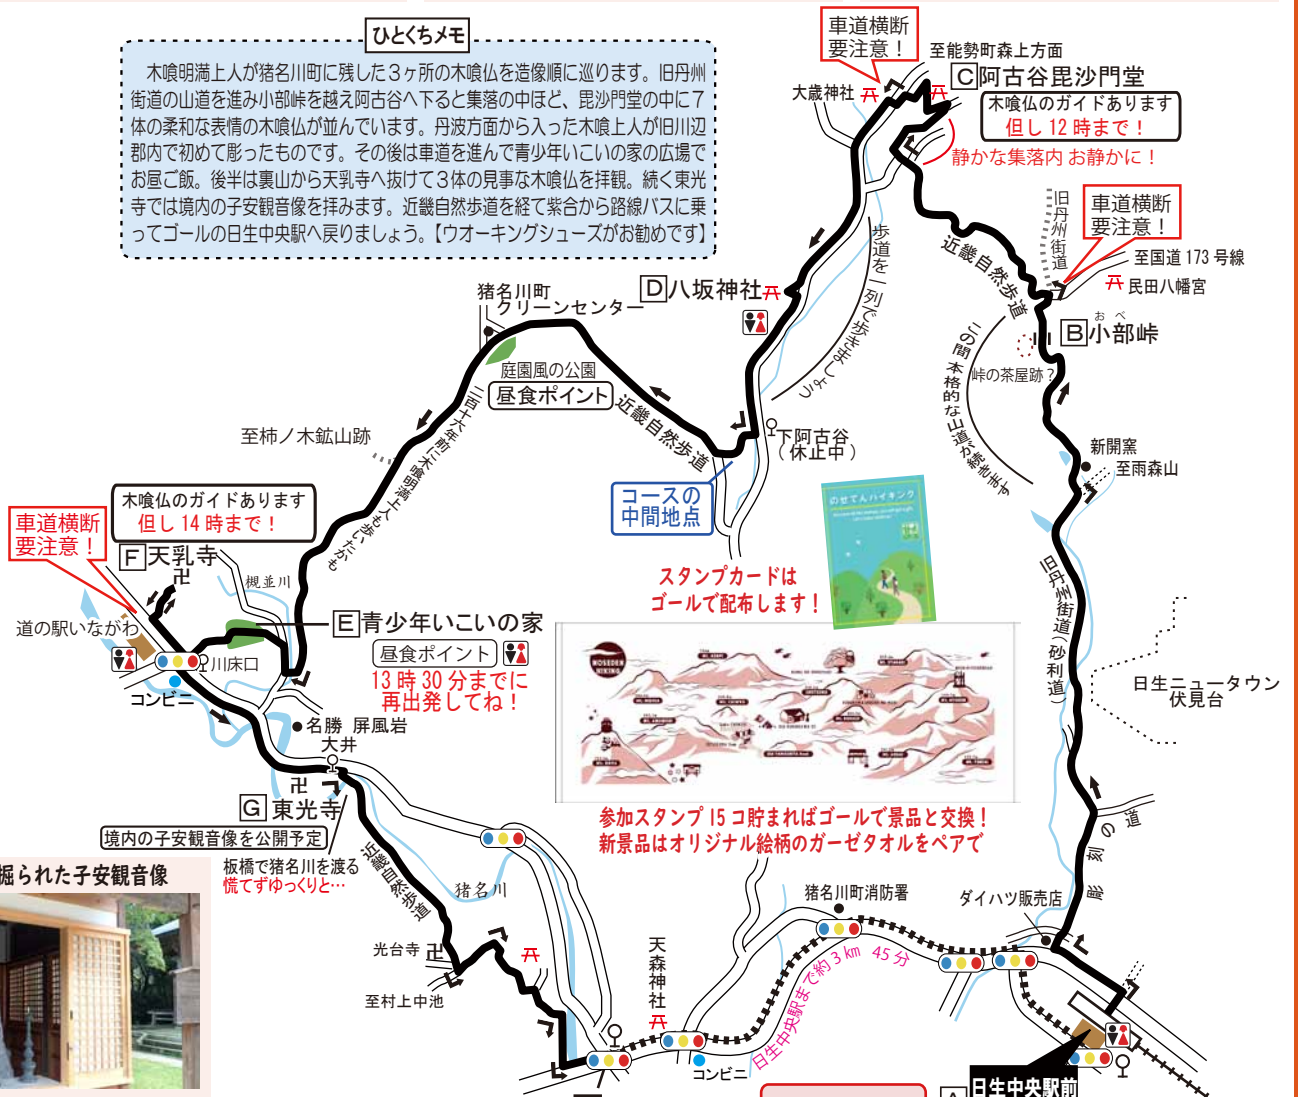 ひとくちメモ
木喰明満上人が猪名川町に残した３ヶ所の木喰仏を造像順に巡ります。旧丹州
街道の山道を進み小部峠を越え阿古谷へ下ると集落の中ほど、毘沙門堂の中に７
体の柔和な表情の木喰仏が並んでいます。丹波方面から入った木喰上人が旧川辺
郡内で初めて彫ったものです。その後は車道を進んで青少年いこいの家の広場で
お昼ご飯。後半は裏山から天乳寺へ抜けて３体の見事な木喰仏を拝観。続く東光
寺では境内の子安観音像を拝みます。近畿自然歩道を経て紫合から路線バスに乗
ってゴールの日生中央駅へ戻りましょう。【ウオーキングシューズがお勧めです】
車道横断
要注意！
至能勢町森上方面
C 阿古谷毘沙門堂
大歳神社
木喰仏のガイドあります
但し12時まで！
静かな集落内 お静かに！
旧丹州街道
車道横断
要注意！
至国道173号線
民田八幡宮
近畿自然歩道
おべ
B 小部峠
峠の茶屋跡？
この間 本格的な山道が続きます
歩道を一列で歩きましょう
D 八坂神社
猪名川町
クリーンセンター
庭園風の公園
昼食ポイント
近畿自然歩道
下阿古谷
（休止中）
コースの
中間地点
新開窯
至雨森山
至柿ノ木鉱山跡
二百十六年前に木喰明満上人も歩いたかも
木喰仏のガイドあります
但し14時まで！
車道横断
要注意！
F 天乳寺
槻並川
道の駅いながわ
川床口
コンビニ
E 青少年いこいの家
昼食ポイント
13時30分までに
再出発してね！
のせでんハイキング
スタンプカードは
ゴールで配布します！
NOSEDEN
HIKING
旧丹州街道（砂利道）
日生ニュータウン
伏見台
名勝 屏風岩
大井
G 東光寺
境内の子安観音像を公開予定
板橋で猪名川を渡る
慌てずゆっくりと…
参加スタンプ15コ貯まればゴールで景品と交換！
新景品はオリジナル絵柄のガーゼタオルをペアで
彫刻の道
掘られた子安観音像
近畿自然歩道
猪名川
猪名川町消防署
ダイハツ販売店
光台寺
至村上中池
天森神社
日生中央駅まで約3km 45分
コンビニ
A 日生中央駅前